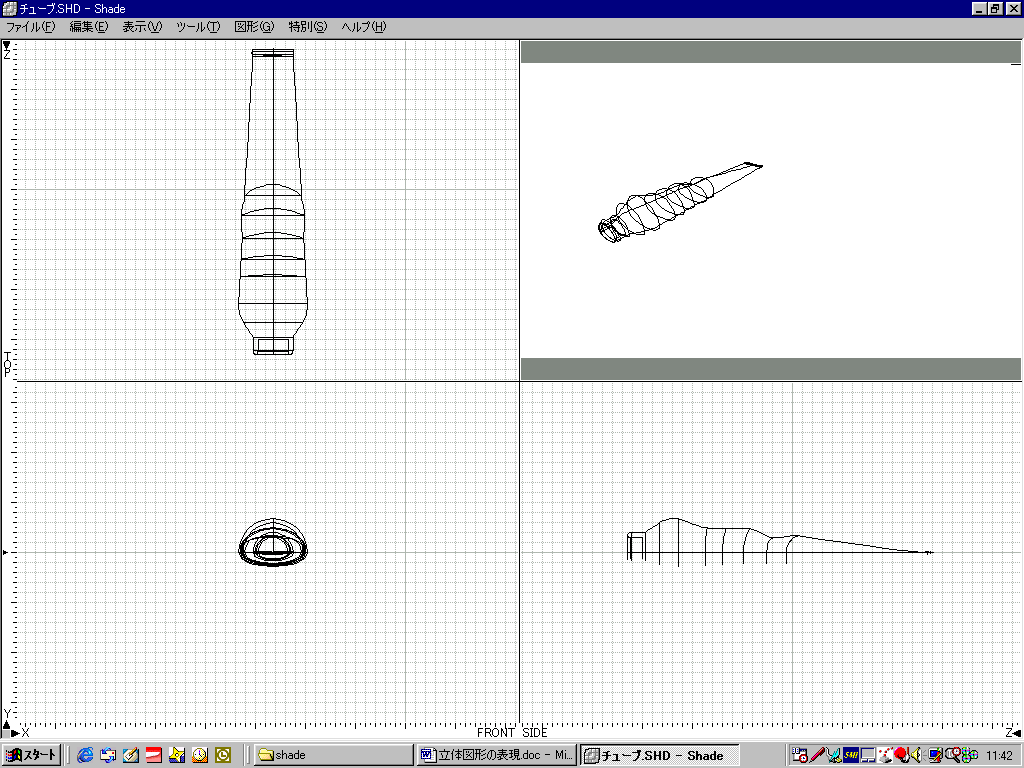 チューブ.SHD - Shade
ファイル(F) 編集(E) 表示(V) ツール(T) 図形(G) 特別(S) ヘルプ(H)
Z
TOP
Y
X
FRONT SIDE
Z
スタート
shade
立体図形の表現.doc - Mi...
チューブ.SHD - Shade
11:42